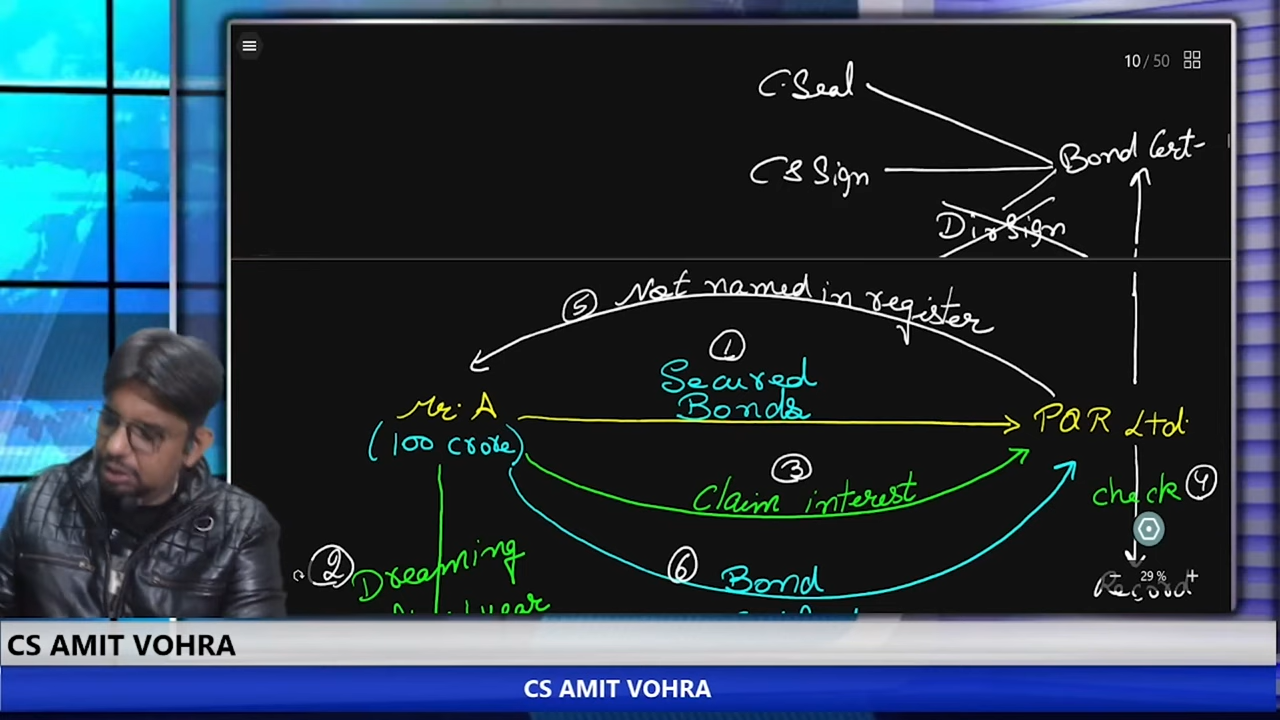 10 / 50
C.Seal
Bond Cert-
CS Sign
Dir Sign
5 Not named in register
1
Secured
Bonds
Mr. A
PQR Ltd.
(100 crore)
3
Claim interest
check 4
2 Dreaming
6 Bond
29 %
Record
year
CS AMIT VOHRA
CS AMIT VOHRA